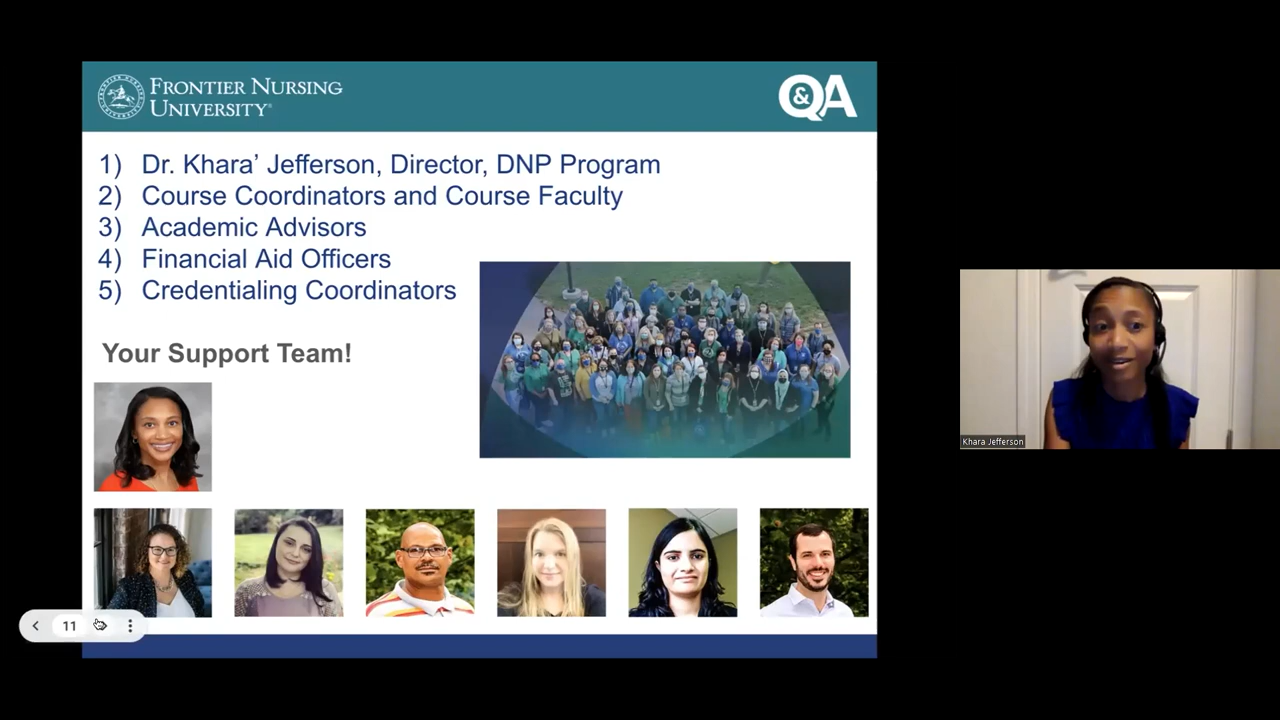 FRONTIER NURSING
UNIVERSITY®
Q&A
1) Dr. Khara’ Jefferson, Director, DNP Program
2) Course Coordinators and Course Faculty
3) Academic Advisors
4) Financial Aid Officers
5) Credentialing Coordinators
Your Support Team!
Khara Jefferson
11